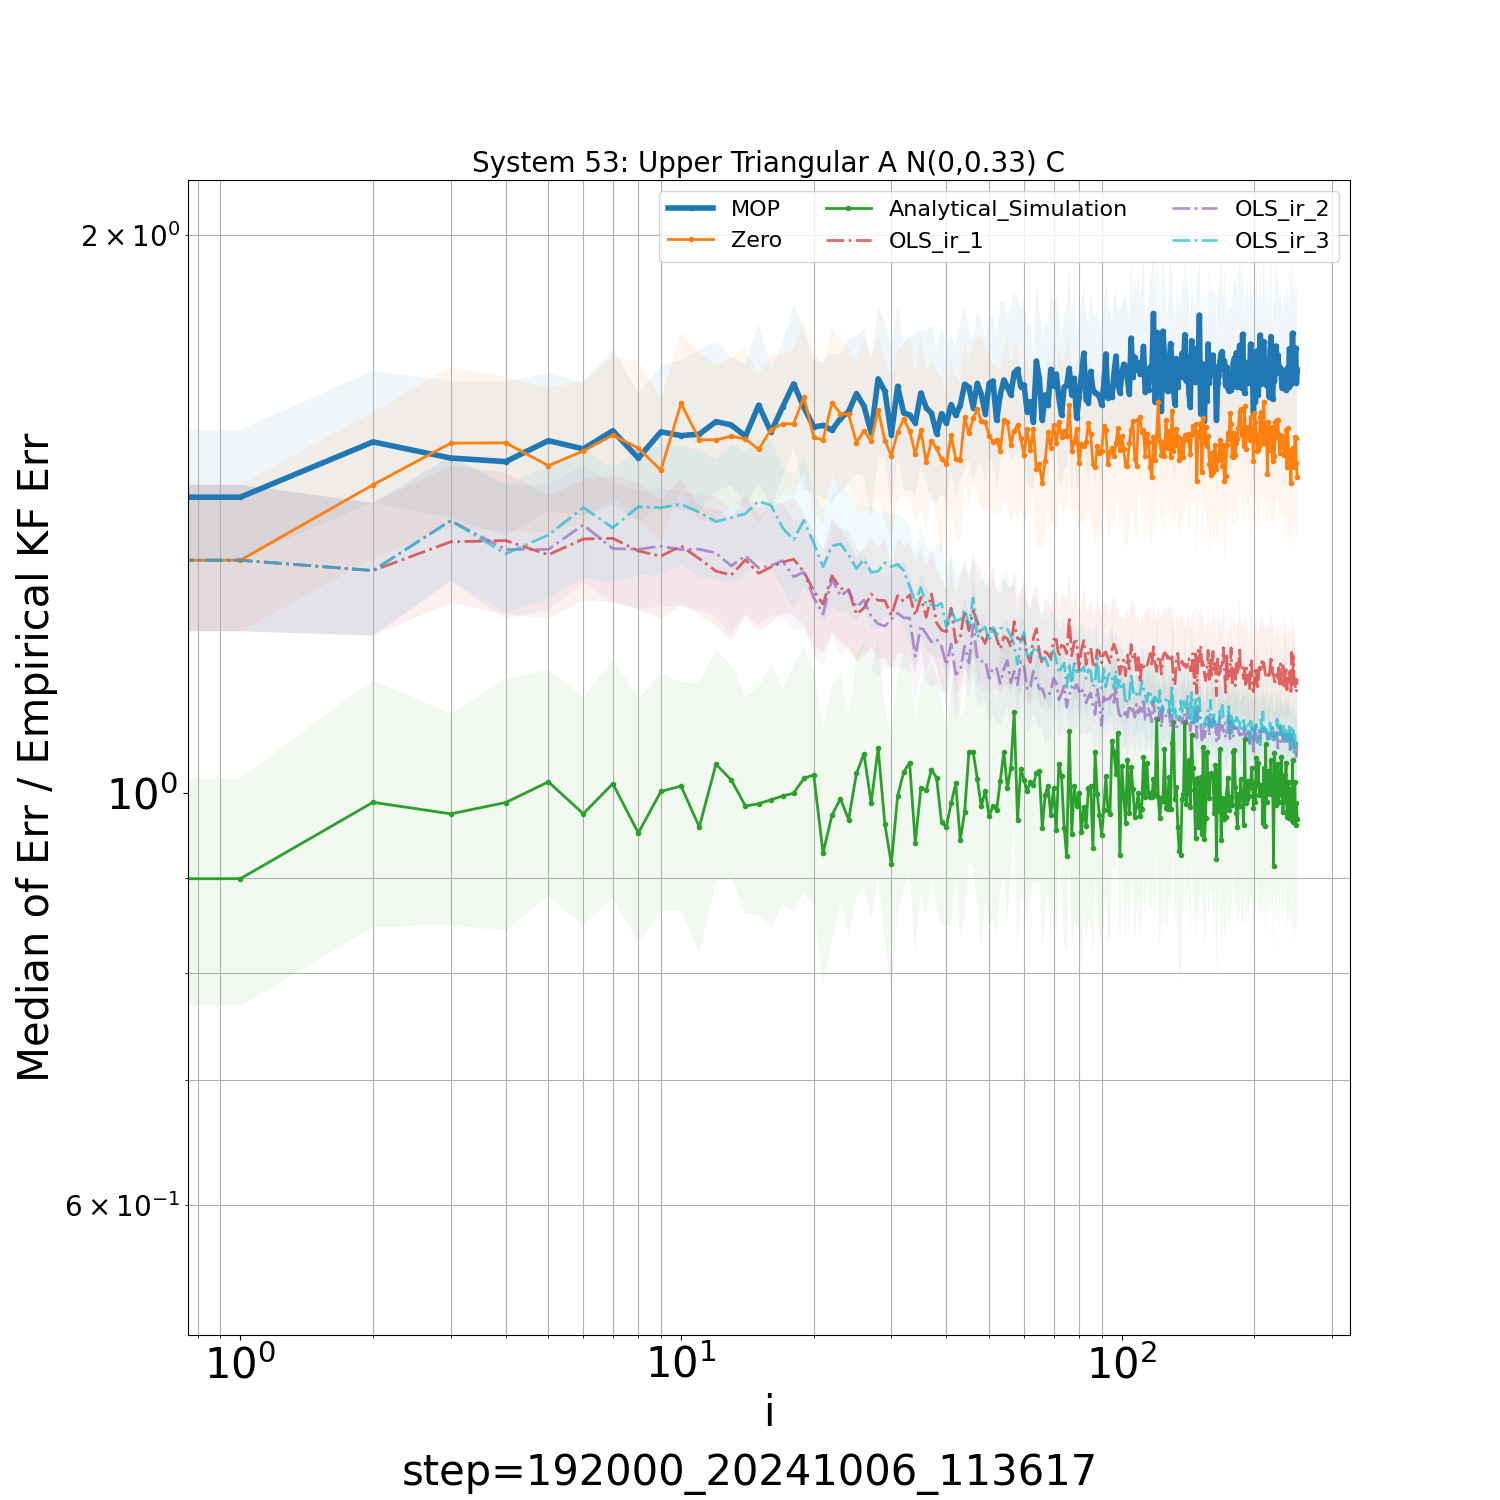 System 53: Upper Triangular A N(0,0.33) C
MOP
Zero
Analytical_Simulation
OLS_ir_1
OLS_ir_2
OLS_ir_3
Median of Err / Empirical KF Err
2 × 10⁰
10⁰
6 × 10⁻¹
10⁰ 10¹ 10²
i
step=192000_20241006_113617